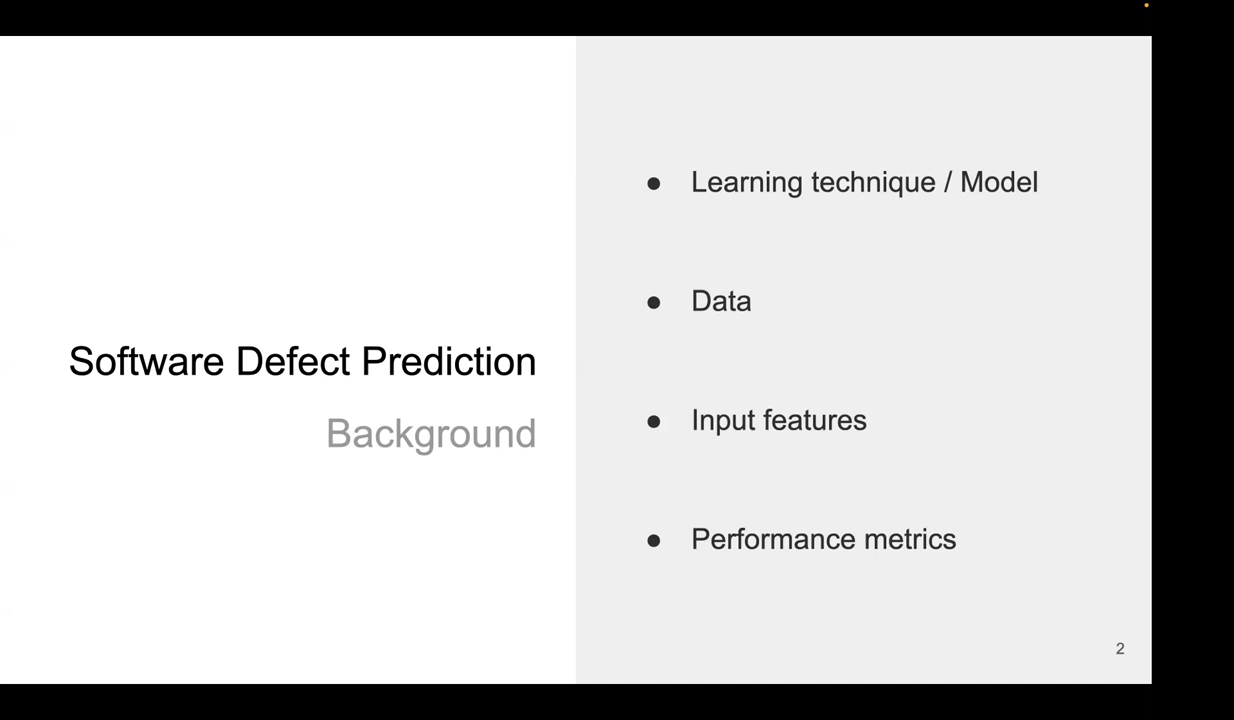 Software Defect Prediction
Background
● Learning technique / Model
● Data
● Input features
● Performance metrics
2